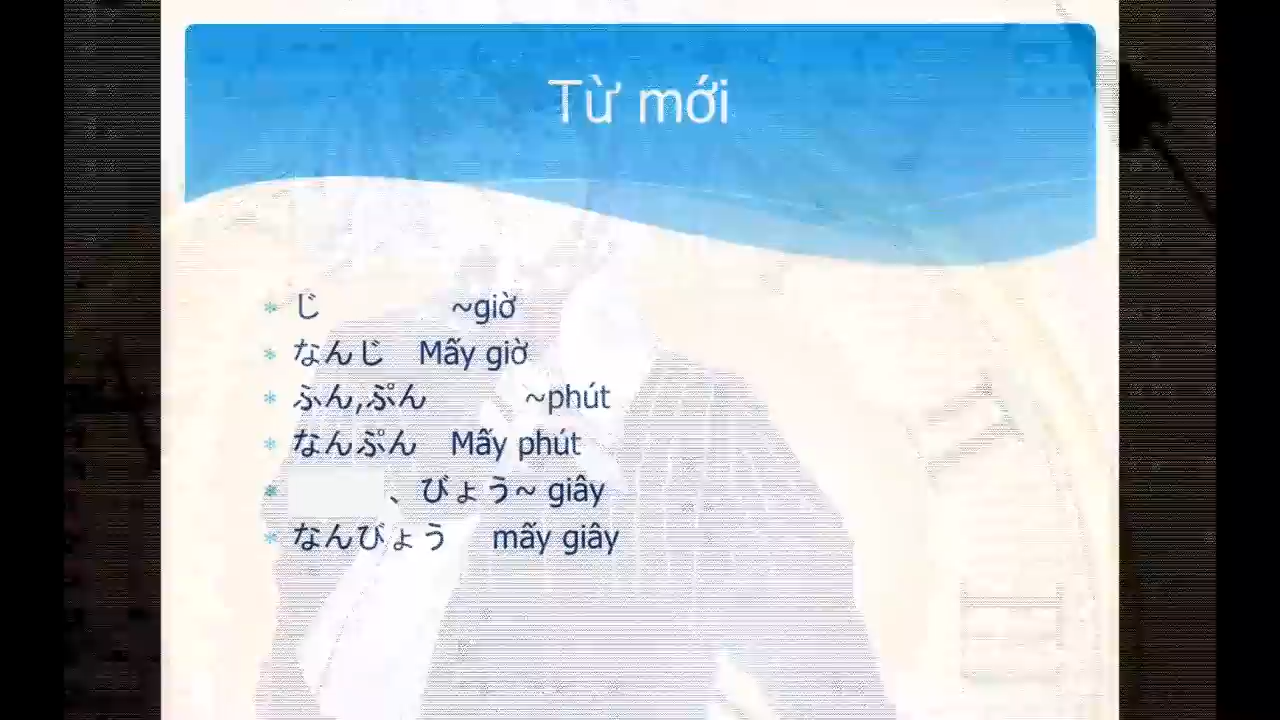 Từ mới
* じ ~giờ
* なんじ Mấy giờ
* ふん,ぷん ~phút
* なんぷん Mấy phút
* 、びょう~ giây
* なんびょう mấy giây